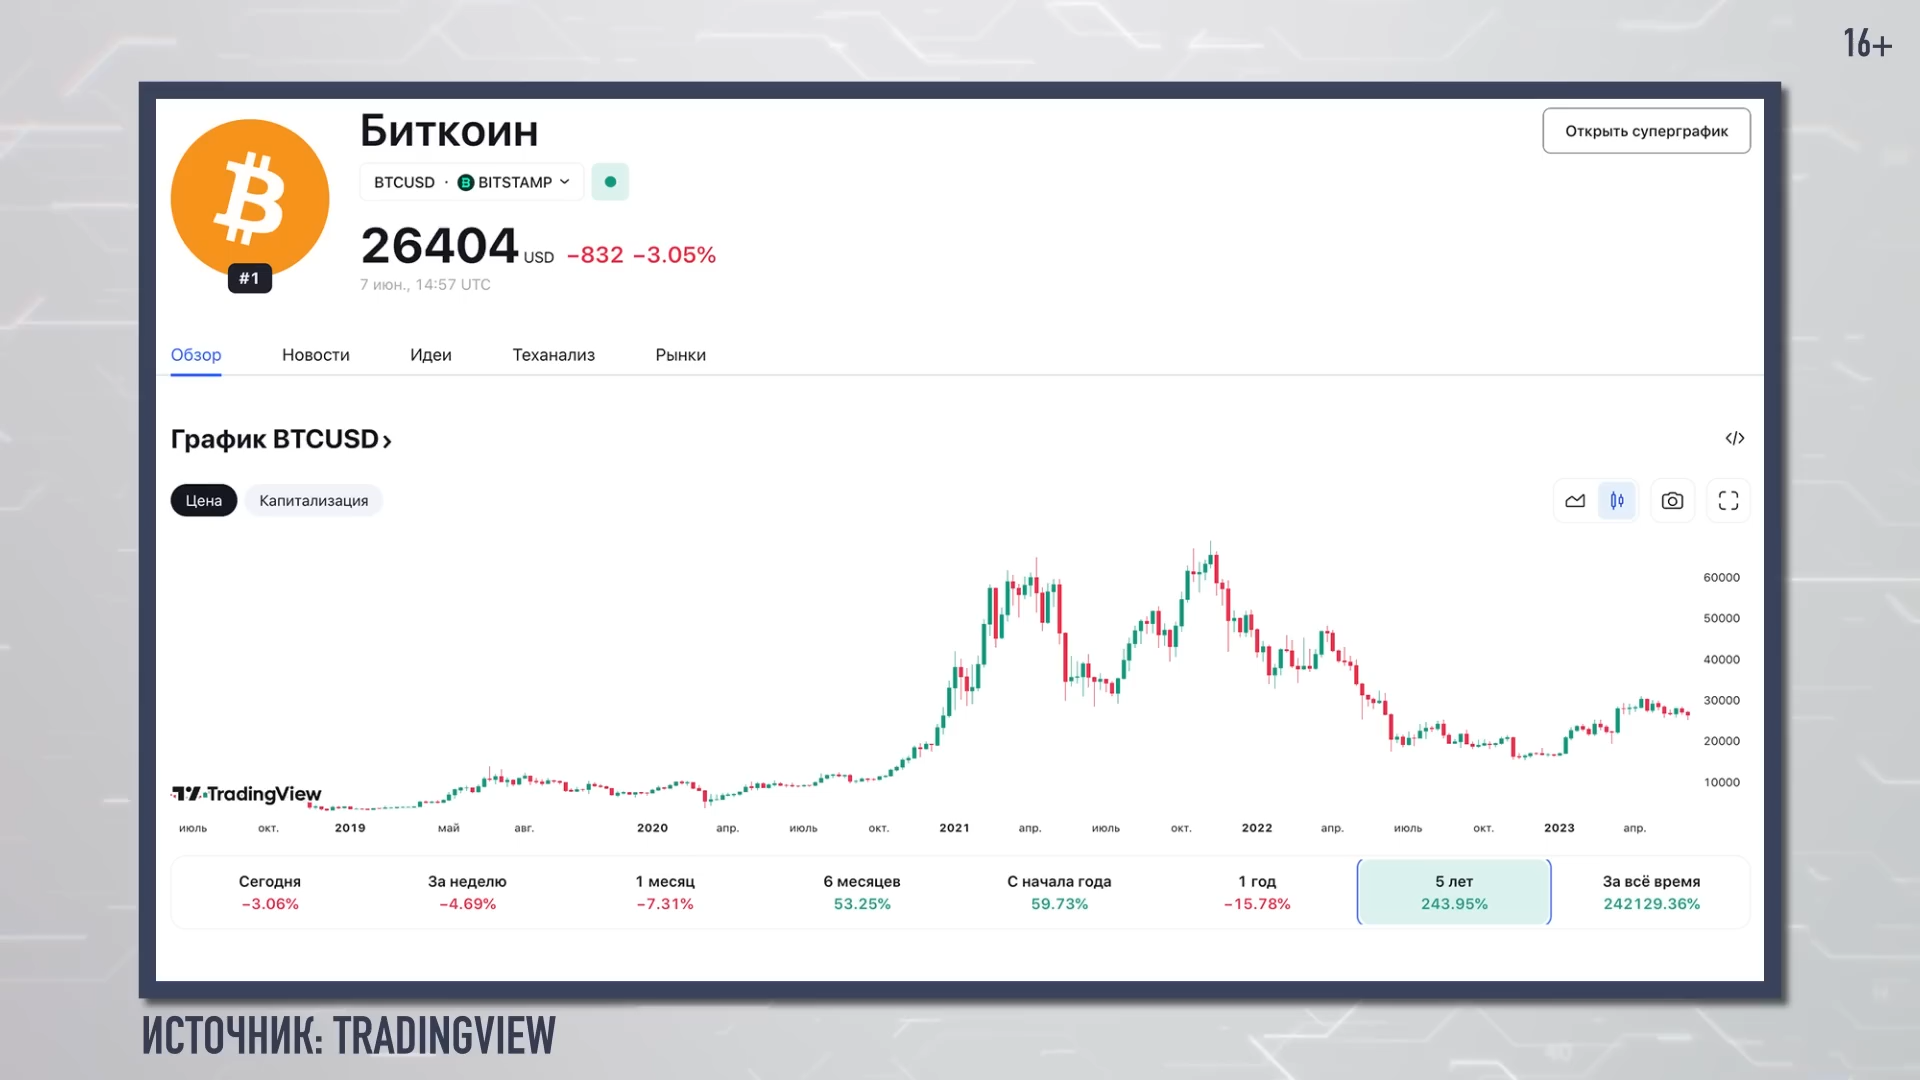 16+
Биткоин
Открыть суперграфик
BTCUSD · BITSTAMP
26404 USD −832 −3.05%
#1
7 июн., 14:57 UTC
Обзор Новости Идеи Теханализ Рынки
График BTCUSD
Цена Капитализация
60000
50000
40000
30000
20000
10000
TradingView
июль окт. 2019 май авг. 2020 апр. июль окт. 2021 апр. июль окт. 2022 апр. июль окт. 2023 апр.
Сегодня За неделю 1 месяц 6 месяцев С начала года 1 год 5 лет За всё время
−3.06% −4.69% −7.31% 53.25% 59.73% −15.78% 243.95% 242129.36%
ИСТОЧНИК: TRADINGVIEW